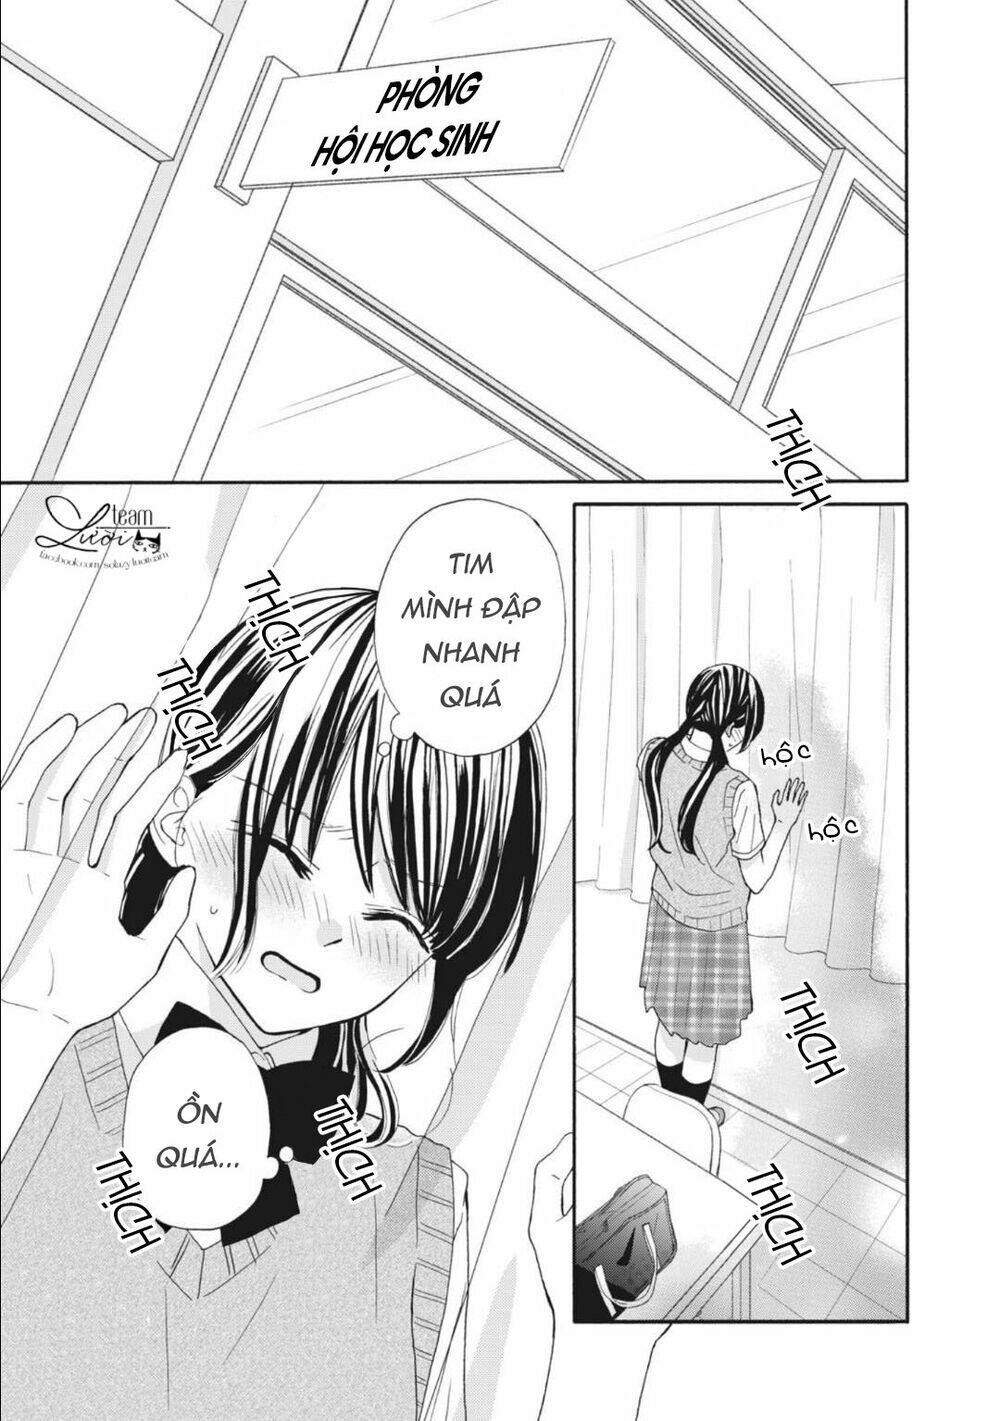 PHÒNG
HỘI HỌC SINH
THỊCH
TIM
MÌNH ĐẬP
NHANH
QUÁ
hộc
hộc
THỊCH
THỊCH
THỊCH
THỊCH
ỒN
QUÁ...
THỊCH
THỊCH
team
Lười
facebook.com/solazy.luoiteam